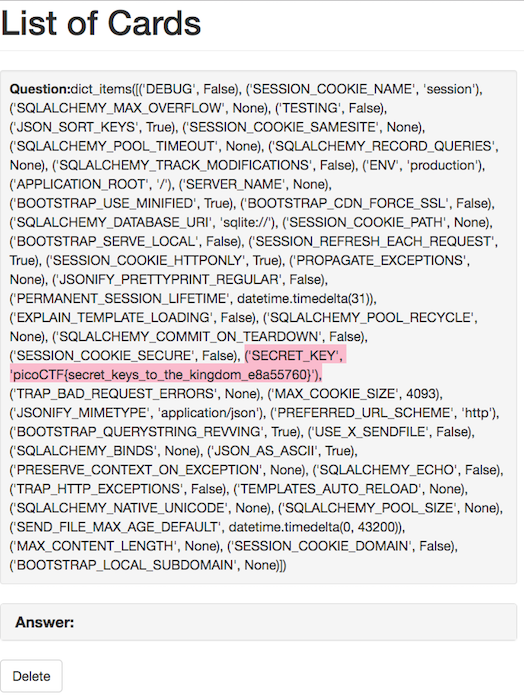 List of Cards
Question:dict_items([('DEBUG', False), ('SESSION_COOKIE_NAME', 'session'),
('SQLALCHEMY_MAX_OVERFLOW', None), ('TESTING', False),
('JSON_SORT_KEYS', True), ('SESSION_COOKIE_SAMESITE', None),
('SQLALCHEMY_POOL_TIMEOUT', None), ('SQLALCHEMY_RECORD_QUERIES',
None), ('SQLALCHEMY_TRACK_MODIFICATIONS', False), ('ENV', 'production'),
('APPLICATION_ROOT', '/'), ('SERVER_NAME', None),
('BOOTSTRAP_USE_MINIFIED', True), ('BOOTSTRAP_CDN_FORCE_SSL', False),
('SQLALCHEMY_DATABASE_URI', 'sqlite://'), ('SESSION_COOKIE_PATH', None),
('BOOTSTRAP_SERVE_LOCAL', False), ('SESSION_REFRESH_EACH_REQUEST',
True), ('SESSION_COOKIE_HTTPONLY', True), ('PROPAGATE_EXCEPTIONS',
None), ('JSONIFY_PRETTYPRINT_REGULAR', False),
('PERMANENT_SESSION_LIFETIME', datetime.timedelta(31)),
('EXPLAIN_TEMPLATE_LOADING', False), ('SQLALCHEMY_POOL_RECYCLE',
None), ('SQLALCHEMY_COMMIT_ON_TEARDOWN', False),
('SESSION_COOKIE_SECURE', False), ('SECRET_KEY',
'picoCTF{secret_keys_to_the_kingdom_e8a55760}'),
('TRAP_BAD_REQUEST_ERRORS', None), ('MAX_COOKIE_SIZE', 4093),
('JSONIFY_MIMETYPE', 'application/json'), ('PREFERRED_URL_SCHEME', 'http'),
('BOOTSTRAP_QUERYSTRING_REVVING', True), ('USE_X_SENDFILE', False),
('SQLALCHEMY_BINDS', None), ('JSON_AS_ASCII', True),
('PRESERVE_CONTEXT_ON_EXCEPTION', None), ('SQLALCHEMY_ECHO', False),
('TRAP_HTTP_EXCEPTIONS', False), ('TEMPLATES_AUTO_RELOAD', None),
('SQLALCHEMY_NATIVE_UNICODE', None), ('SQLALCHEMY_POOL_SIZE', None),
('SEND_FILE_MAX_AGE_DEFAULT', datetime.timedelta(0, 43200)),
('MAX_CONTENT_LENGTH', None), ('SESSION_COOKIE_DOMAIN', False),
('BOOTSTRAP_LOCAL_SUBDOMAIN', None)])
Answer:
Delete